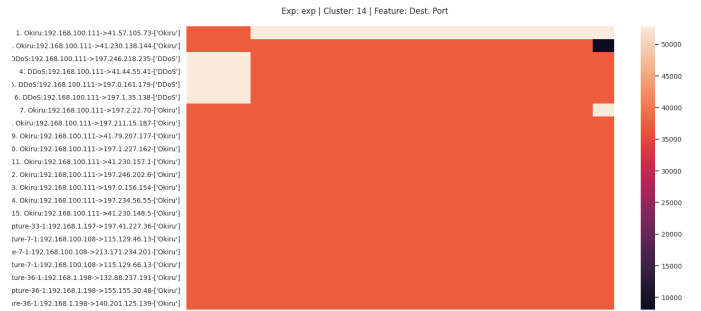 Exp: exp | Cluster: 14 | Feature: Dest. Port
1. Okiru:192.168.100.111->41.57.105.73-['Okiru']
. Okiru:192.168.100.111->41.230.138.144-['Okiru']
DDoS:192.168.100.111->197.246.218.235-['DDoS']
4. DDoS:192.168.100.111->41.44.55.41-['DDoS']
. DDoS:192.168.100.111->197.0.161.179-['DDoS']
6. DDoS:192.168.100.111->197.1.35.138-['DDoS']
7. Okiru:192.168.100.111->197.2.22.70-['Okiru']
. Okiru:192.168.100.111->197.211.15.187-['Okiru']
9. Okiru:192.168.100.111->41.79.207.177-['Okiru']
0. Okiru:192.168.100.111->197.1.227.162-['Okiru']
11. Okiru:192.168.100.111->41.230.157.1-['Okiru']
2. Okiru:192.168.100.111->197.246.202.6-['Okiru']
3. Okiru:192.168.100.111->197.0.156.154-['Okiru']
4. Okiru:192.168.100.111->197.234.56.55-['Okiru']
15. Okiru:192.168.100.111->41.230.148.5-['Okiru']
pture-33-1:192.168.1.197->197.41.227.36-['Okiru']
ture-7-1:192.168.100.108->115.129.46.13-['Okiru']
e-7-1:192.168.100.108->213.171.234.201-['Okiru']
ture-7-1:192.168.100.108->115.129.66.13-['Okiru']
ture-36-1:192.168.1.198->132.88.237.191-['Okiru']
pture-36-1:192.168.1.198->155.155.30.48-['Okiru']
ire-36-1:192.168.1.198->140.201.125.139-['Okiru']
50000
45000
40000
35000
30000
25000
20000
15000
10000